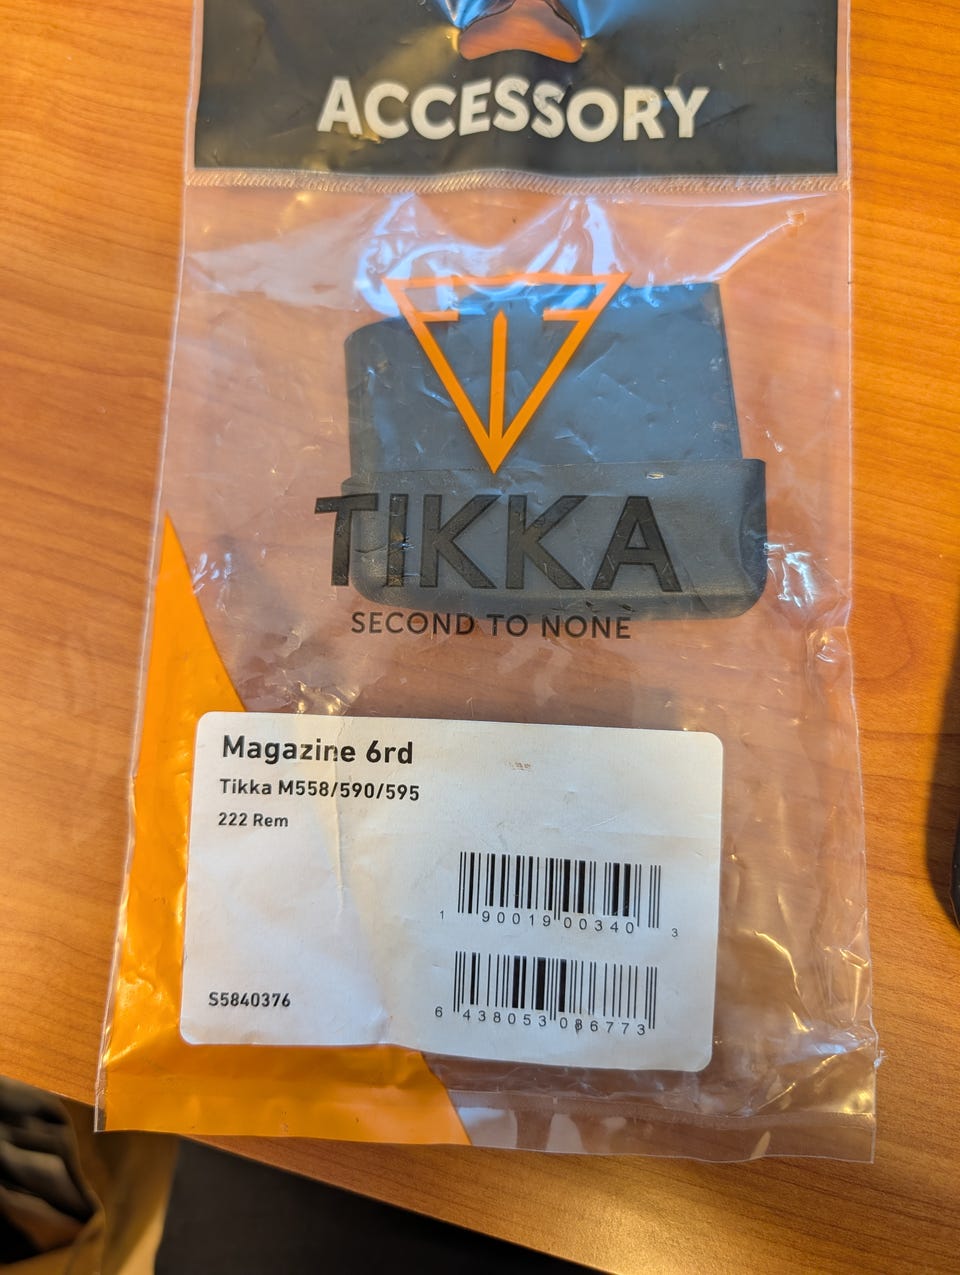 ACCESSORY
TIKKA
SECOND TO NONE
Magazine 6rd
Tikka M558/590/595
222 Rem
1 90019 00340 3
S5840376
6 438053 086773